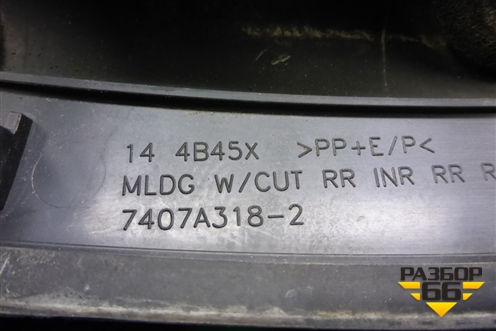 14 4B45X >PP+E/P<
MLDG W/CUT RR INR RR R
7407A318-2
РАЗБОР
66